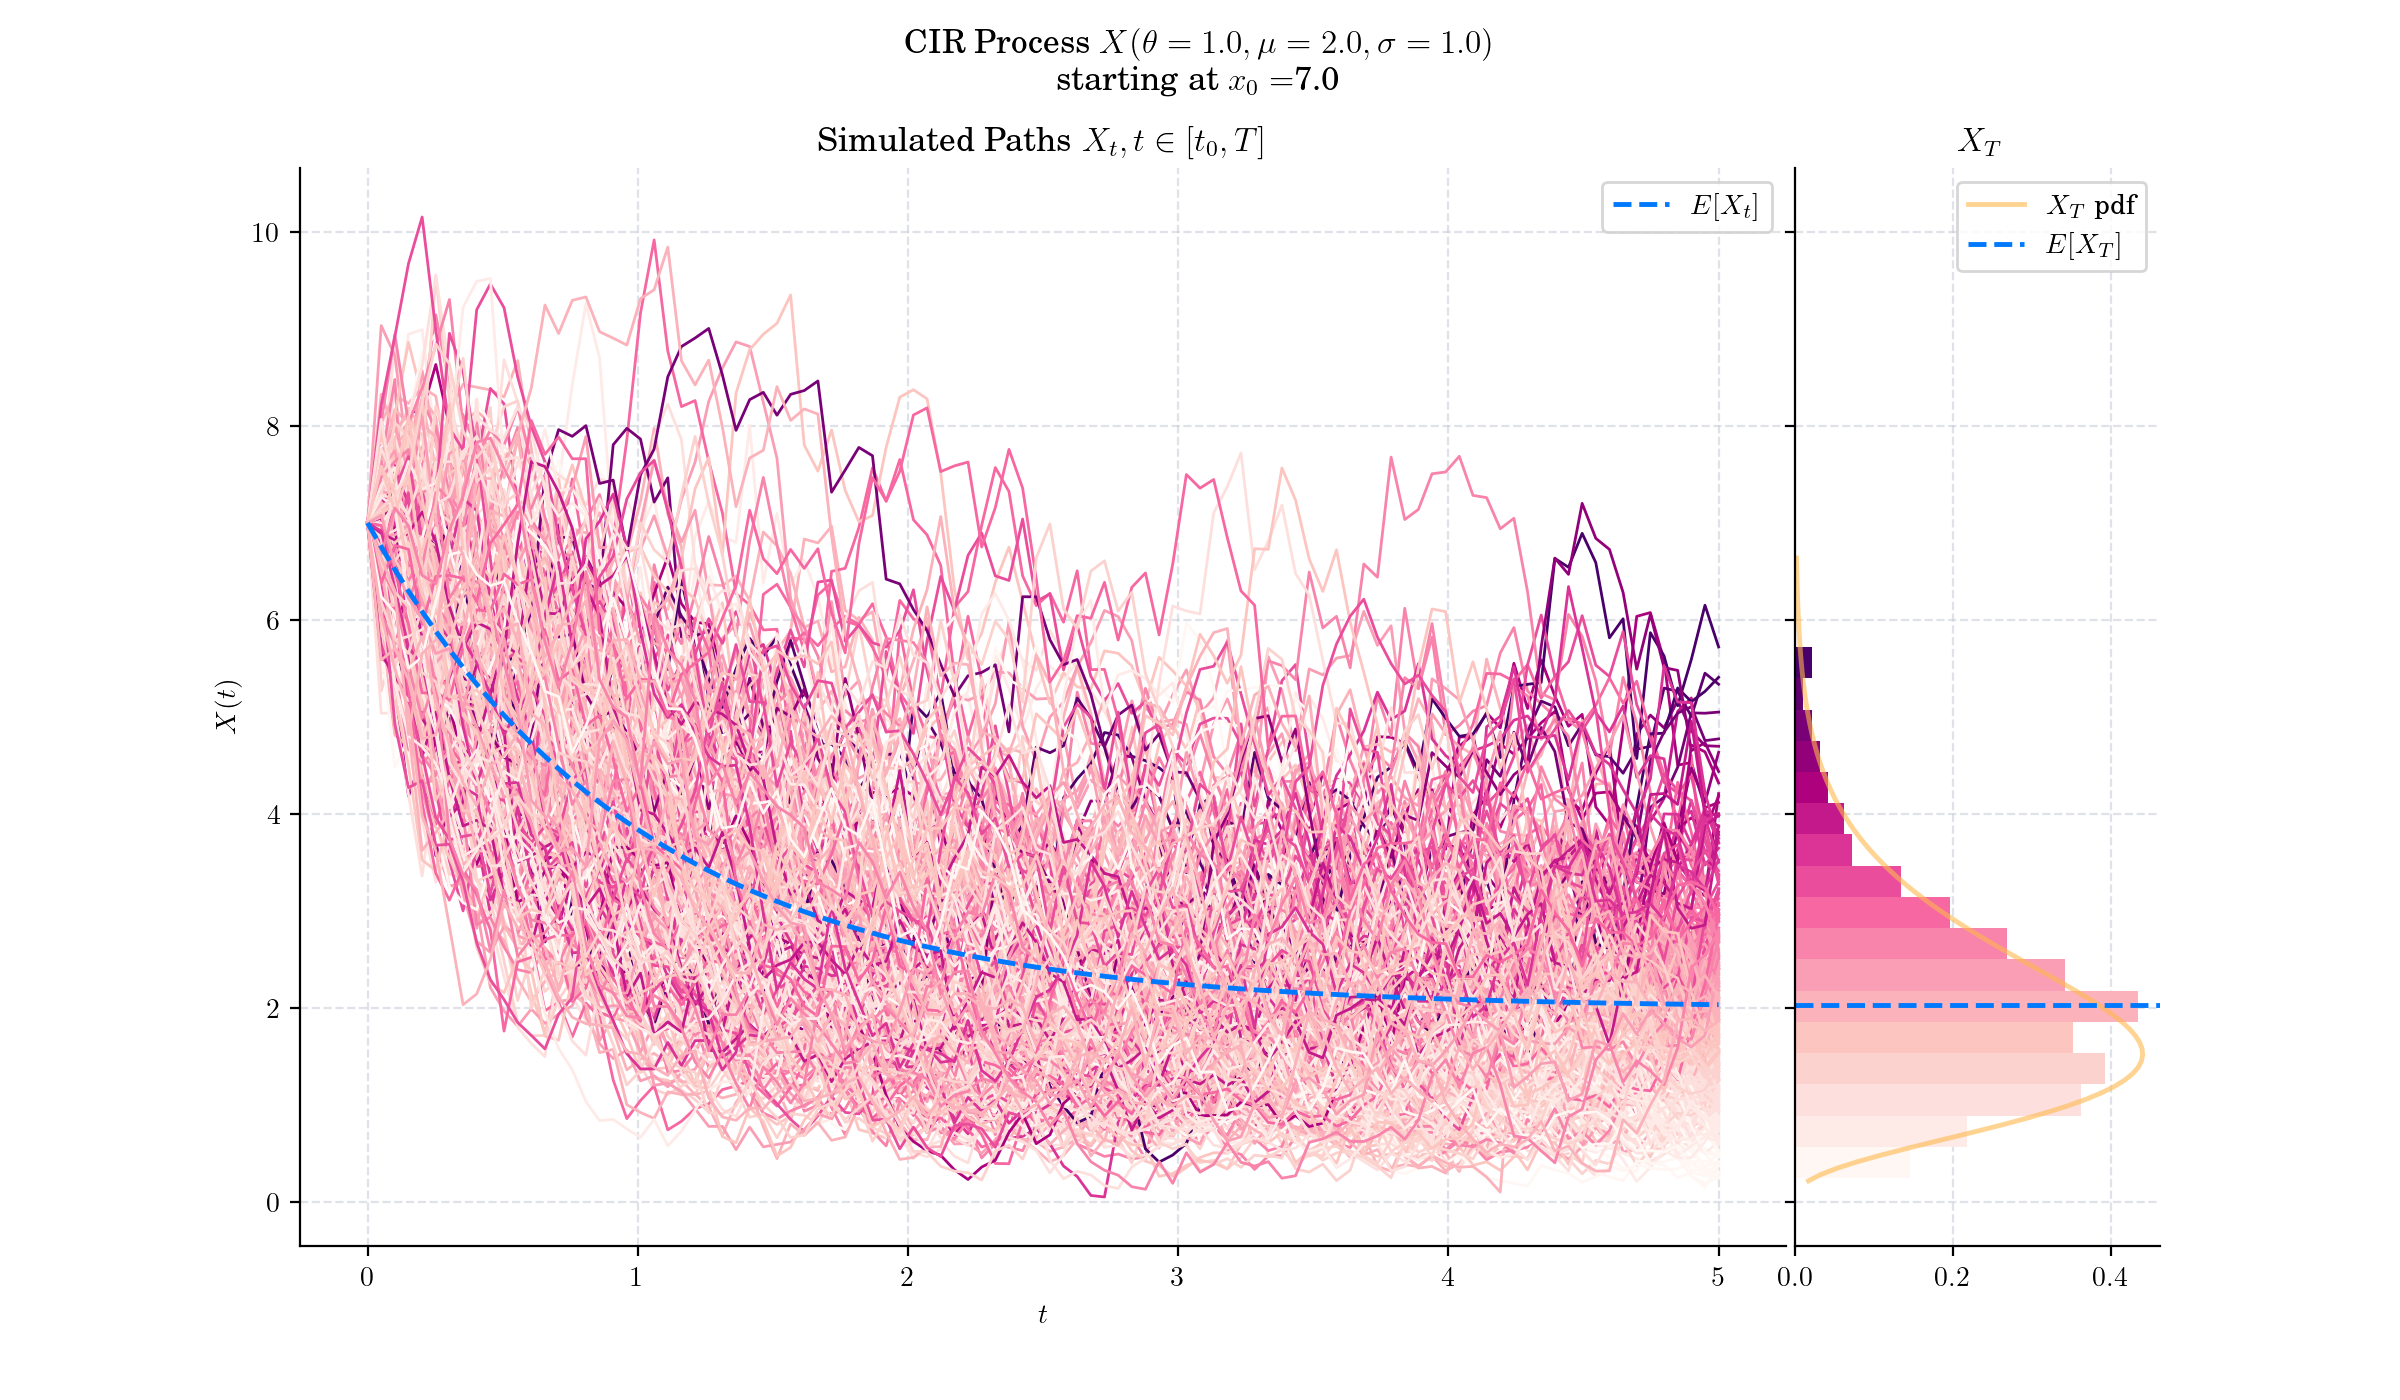 CIR Process X(θ = 1.0, μ = 2.0, σ = 1.0)
starting at x₀ =7.0
Simulated Paths Xₜ, t ∈ [t₀, T]
X_T
E[Xₜ]
X_T pdf
E[X_T]
10
8
6
4
2
0
X(t)
0
1
2
3
4
5
t
0.0
0.2
0.4